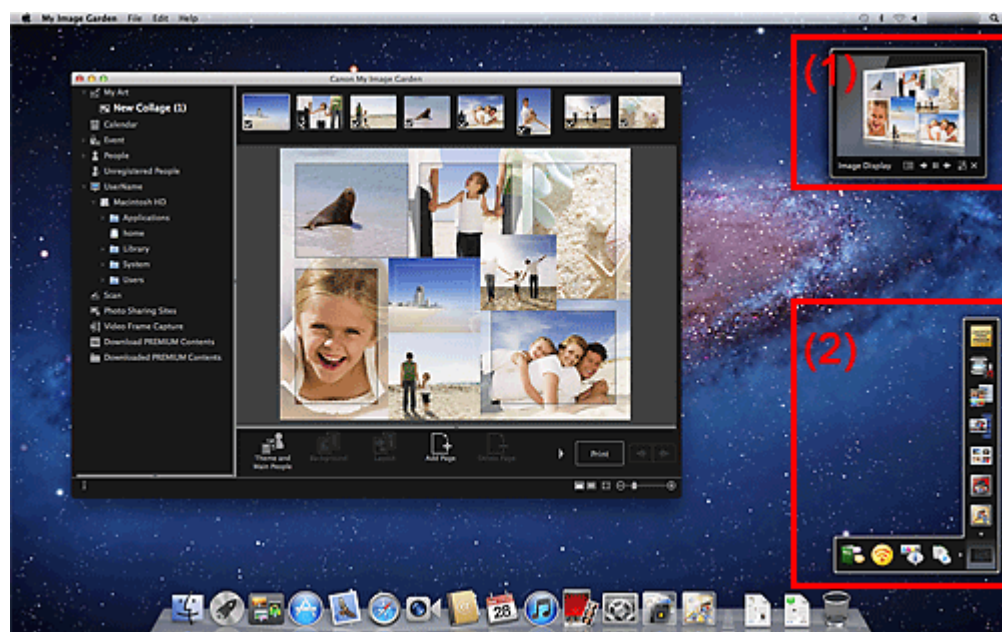 My Image Garden File Edit Help
(1)
Image Display
Canon My Image Garden
My Art
New Collage (1)
Calendar
Event
People
Unregistered People
UserName
Macintosh HD
Applications
home
Library
System
Users
Scan
Photo Sharing Sites
Video Frame Capture
Download PREMIUM Contents
Downloaded PREMIUM Contents
Theme and
Main People
Background
Layout
Add Page
Delete Page
Print
(2)
28